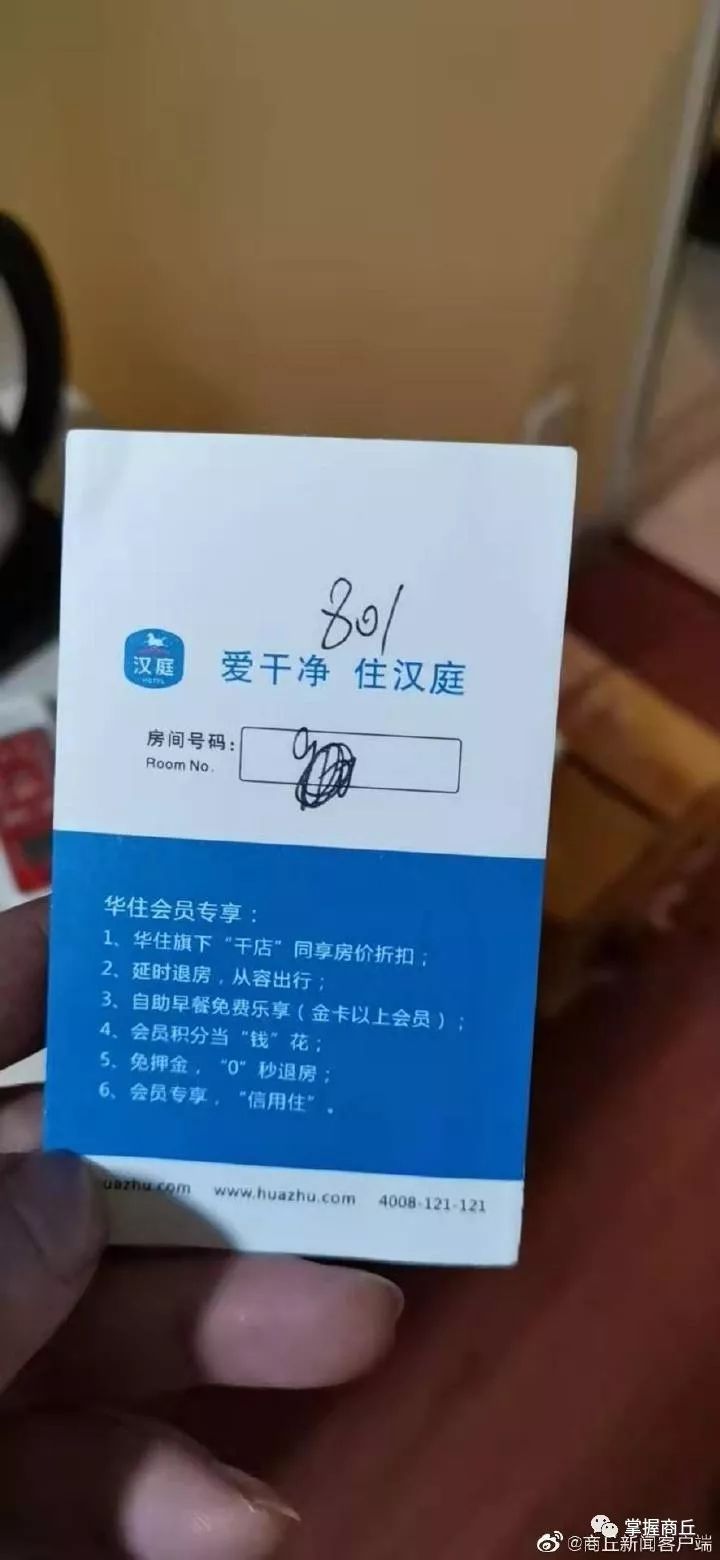 801
汉庭
HOTEL
爱干净 住汉庭
房间号码：
Room No.
华住会员专享：
1、华住旗下“千店”同享房价折扣；
2、延时退房，从容出行；
3、自助早餐免费乐享（金卡以上会员）；
4、会员积分当“钱”花；
5、免押金，“0”秒退房；
6、会员专享，“信用住”。
uazhu.com www.huazhu.com 4008-121-121
掌握商丘
@商丘新闻客户端